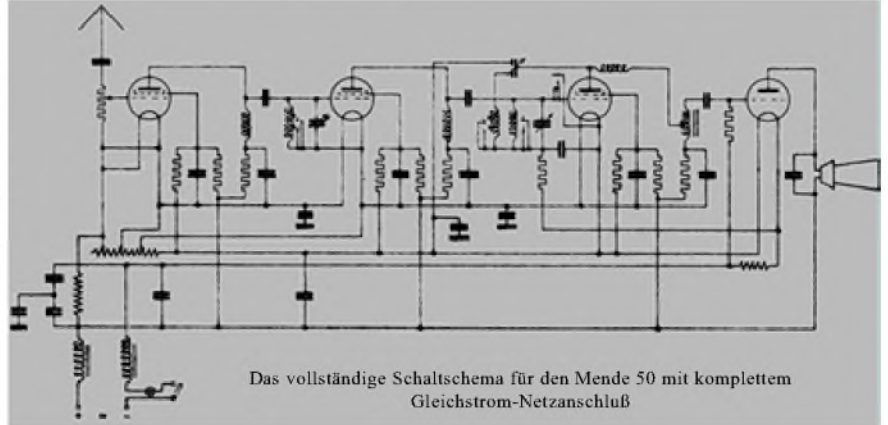 Das vollständige Schaltschema für den Mende 50 mit komplettem
Gleichstrom-Netzanschluß